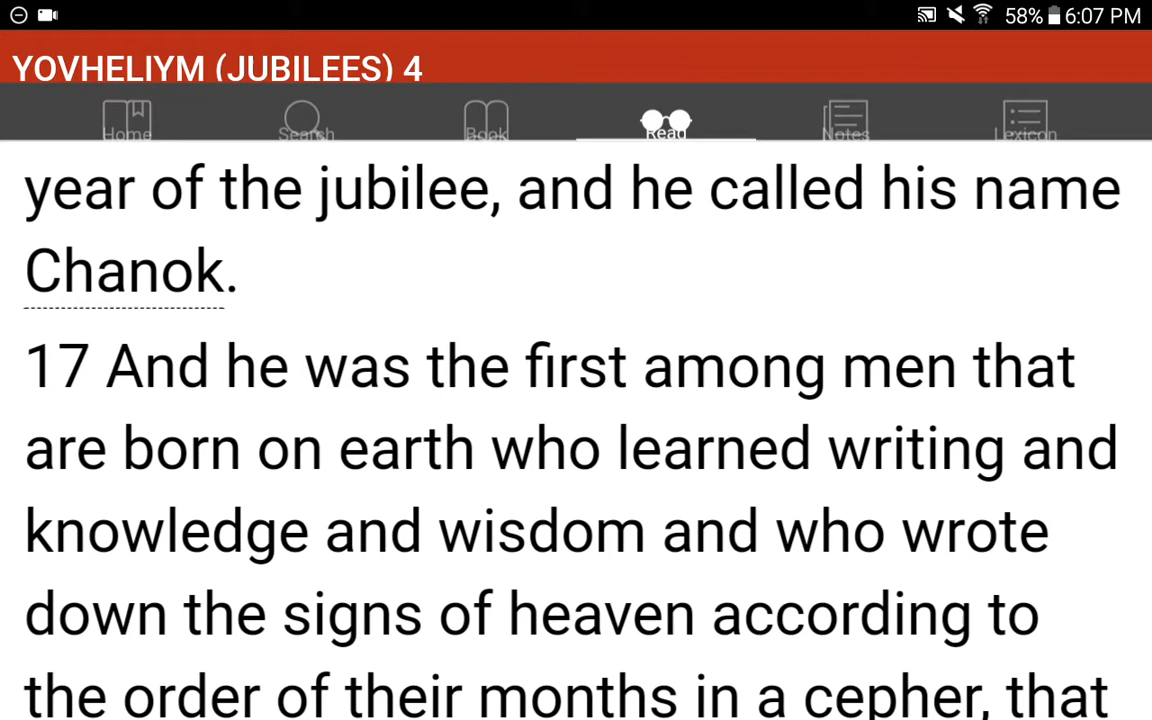 58% 6:07 PM
YOVHELIYM (JUBILEES) 4
Home Search Book Read Notes Lexicon
year of the jubilee, and he called his name
Chanok.
17 And he was the first among men that
are born on earth who learned writing and
knowledge and wisdom and who wrote
down the signs of heaven according to
the order of their months in a cepher, that